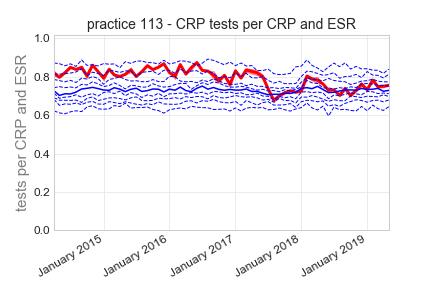 practice 113 - CRP tests per CRP and ESR
tests per CRP and ESR
1.0
0.8
0.6
0.4
0.2
0.0
January 2015
January 2016
January 2017
January 2018
January 2019